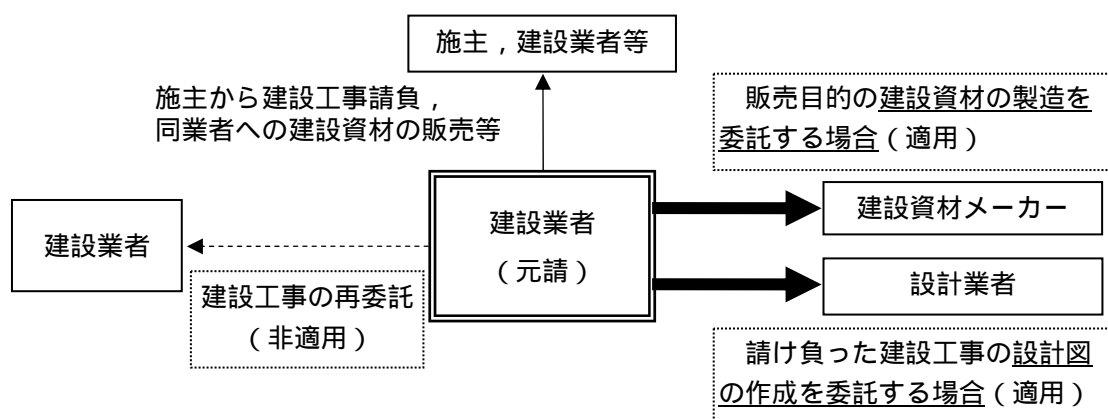 施主，建設業者等
施主から建設工事請負，
同業者への建設資材の販売等
販売目的の建設資材の製造を
委託する場合（適用）
建設業者
（元請）
建設資材メーカー
建設業者
設計業者
建設工事の再委託
（非適用）
請け負った建設工事の設計図
の作成を委託する場合（適用）